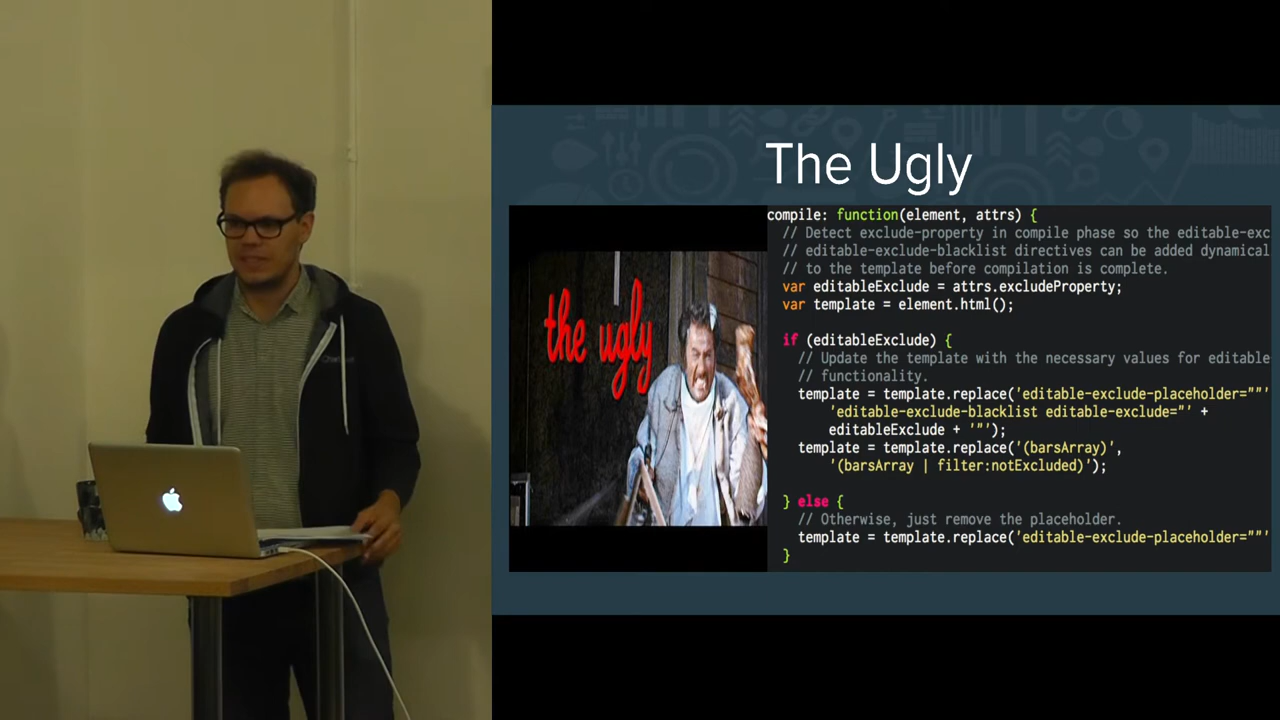 The Ugly
the ugly
compile: function(element, attrs) {
// Detect exclude-property in compile phase so the editable-exc
// editable-exclude-blacklist directives can be added dynamical
// to the template before compilation is complete.
var editableExclude = attrs.excludeProperty;
var template = element.html();
if (editableExclude) {
// Update the template with the necessary values for editable
// functionality.
template = template.replace('editable-exclude-placeholder=""'
'editable-exclude-blacklist editable-exclude="' +
editableExclude + '"');
template = template.replace('(barsArray)',
'(barsArray | filter:notExcluded)');
} else {
// Otherwise, just remove the placeholder.
template = template.replace('editable-exclude-placeholder=""'
}